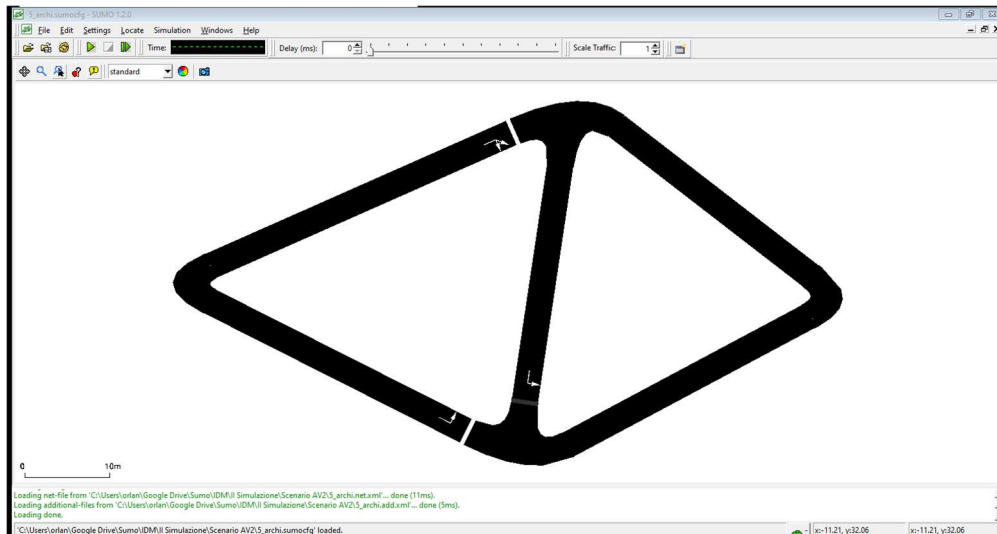 5_archi.sumocfg - SUMO 1.2.0
File Edit Settings Locate Simulation Windows Help
Time: Delay (ms): 0 Scale Traffic: 1
standard
0 10m
Loading net-file from 'C:\Users\orlan\Google Drive\Sumo\IDM\II Simulazione\Scenario AV2\5_archi.net.xml'... done (11ms).
Loading additional-files from 'C:\Users\orlan\Google Drive\Sumo\IDM\II Simulazione\Scenario AV2\5_archi.add.xml'... done (5ms).
Loading done.
'C:\Users\orlan\Google Drive\Sumo\IDM\II Simulazione\Scenario AV2\5_archi.sumocfg' loaded. x:-11.21, y:32.06 x:-11.21, y:32.06